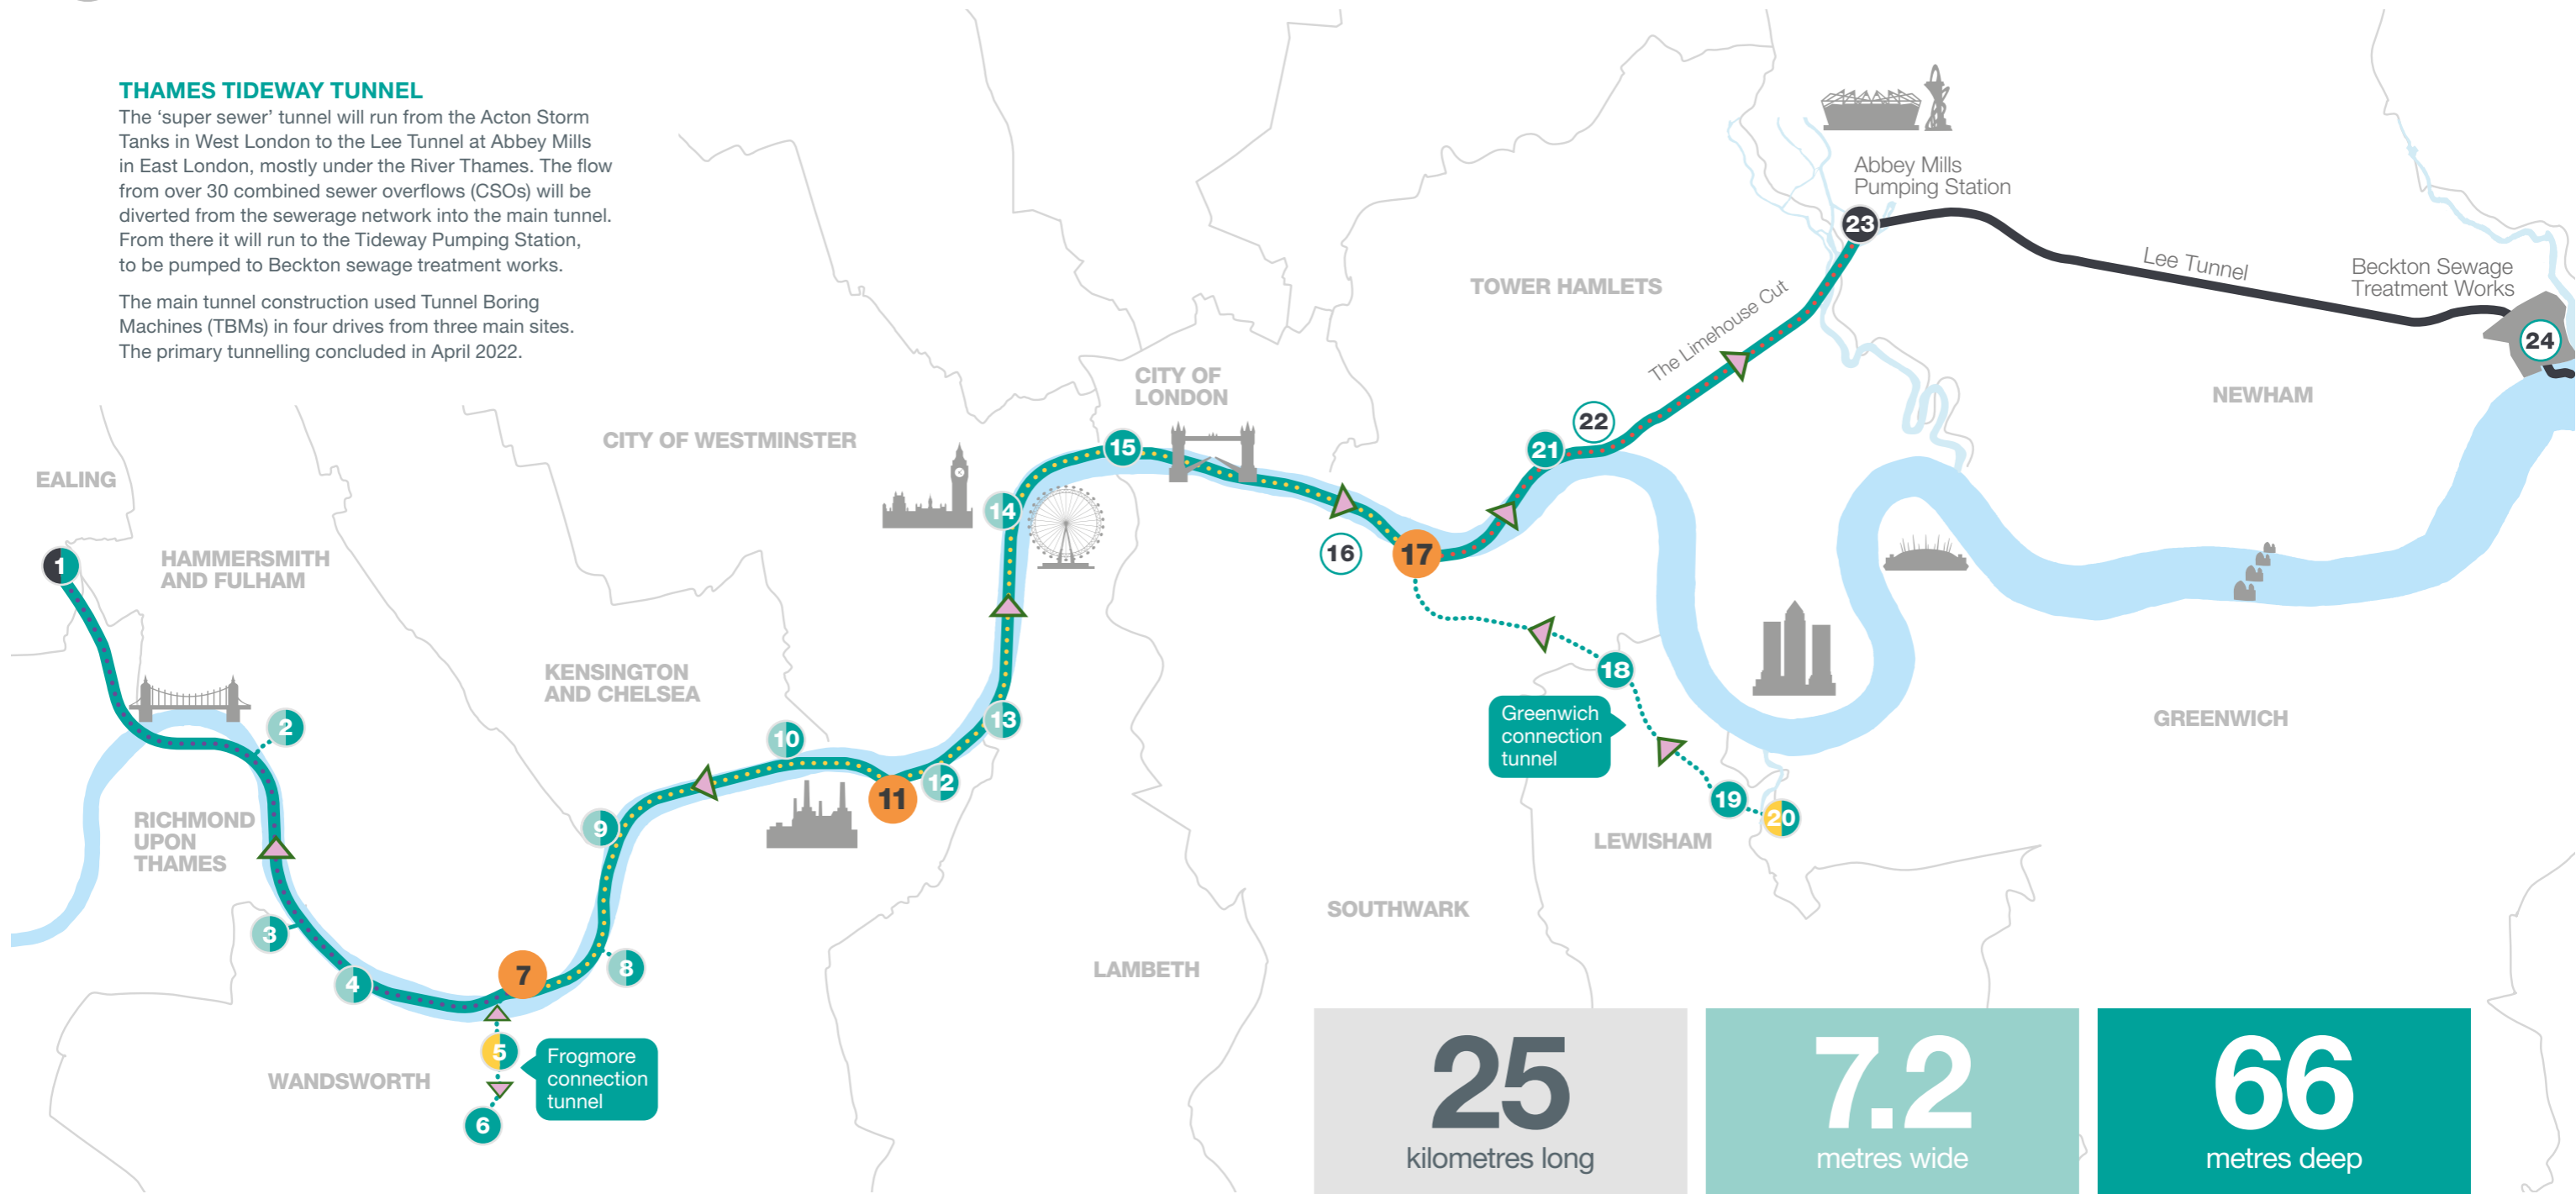 THAMES TIDEWAY TUNNEL
The ‘super sewer’ tunnel will run from the Acton Storm
Tanks in West London to the Lee Tunnel at Abbey Mills
in East London, mostly under the River Thames. The flow
from over 30 combined sewer overflows (CSOs) will be
diverted from the sewerage network into the main tunnel.
From there it will run to the Tideway Pumping Station,
to be pumped to Beckton sewage treatment works.
The main tunnel construction used Tunnel Boring
Machines (TBMs) in four drives from three main sites.
The primary tunnelling concluded in April 2022.
Abbey Mills
Pumping Station
23
Lee Tunnel
Beckton Sewage
Treatment Works
24
TOWER HAMLETS
The Limehouse Cut
NEWHAM
CITY OF
LONDON
CITY OF WESTMINSTER
22
21
15
EALING
14
16
17
1
HAMMERSMITH
AND FULHAM
KENSINGTON
AND CHELSEA
18
Greenwich
connection
tunnel
GREENWICH
2
10
13
12
11
19
20
9
RICHMOND
UPON
THAMES
LEWISHAM
SOUTHWARK
3
4
7
8
LAMBETH
5
Frogmore
connection
tunnel
WANDSWORTH
6
25
kilometres long
7.2
metres wide
66
metres deep